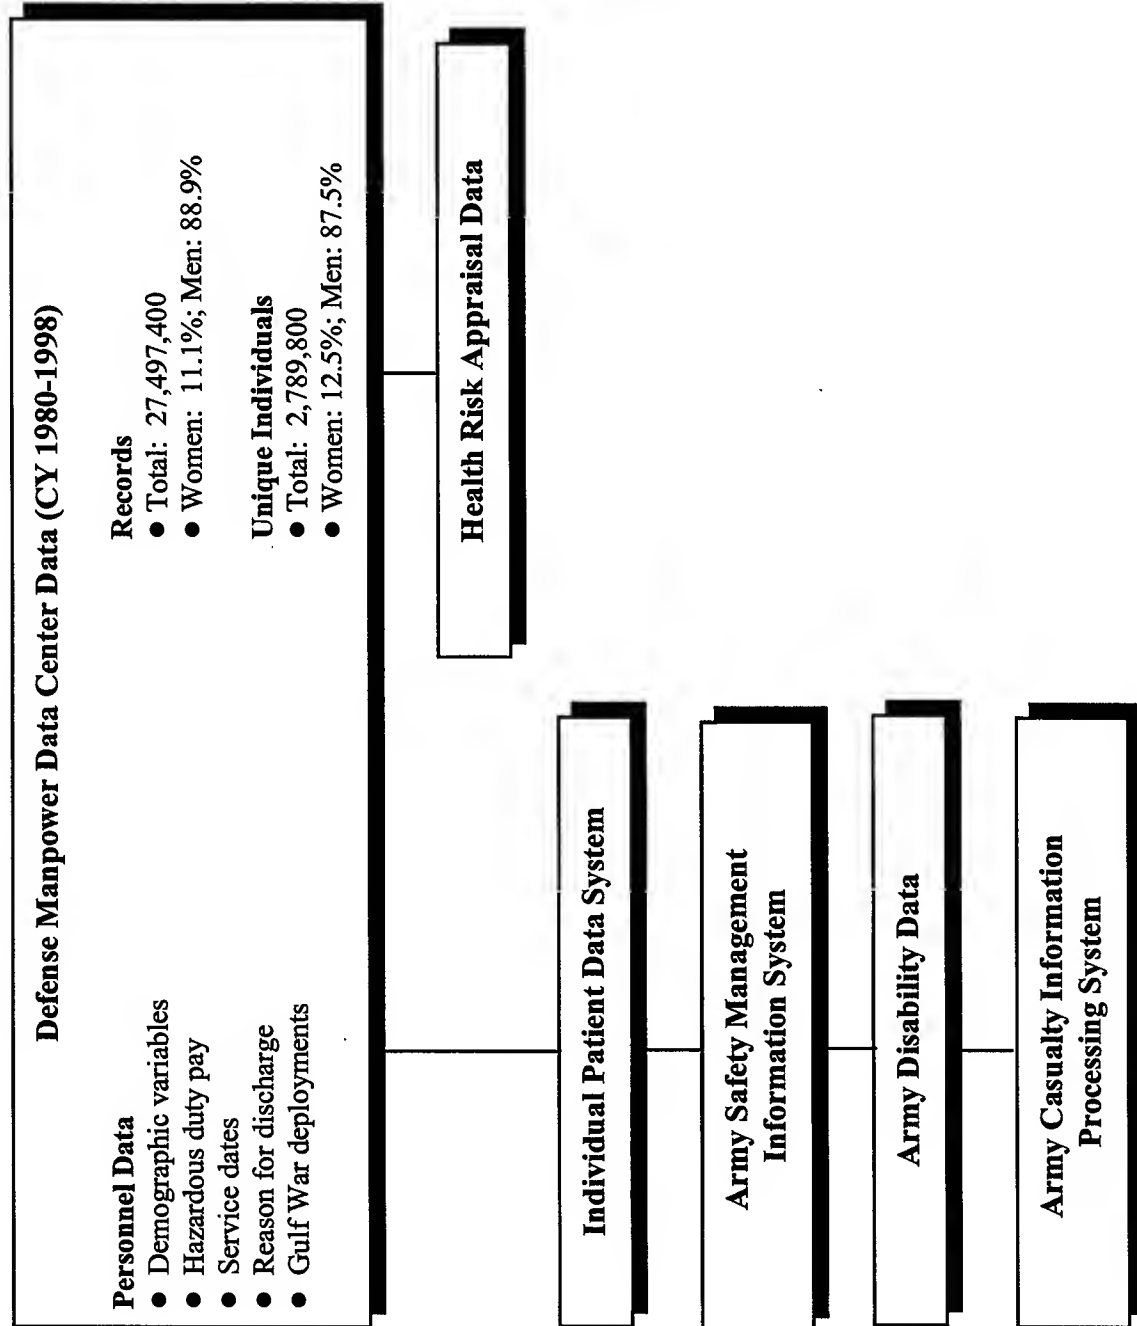 Defense Manpower Data Center Data (CY 1980-1998)
Personnel Data
● Demographic variables
● Hazardous duty pay
● Service dates
● Reason for discharge
● Gulf War deployments
Records
● Total: 27,497,400
● Women: 11.1%; Men: 88.9%
Unique Individuals
● Total: 2,789,800
● Women: 12.5%; Men: 87.5%
Health Risk Appraisal Data
Individual Patient Data System
Army Safety Management
Information System
Army Disability Data
Army Casualty Information
Processing System